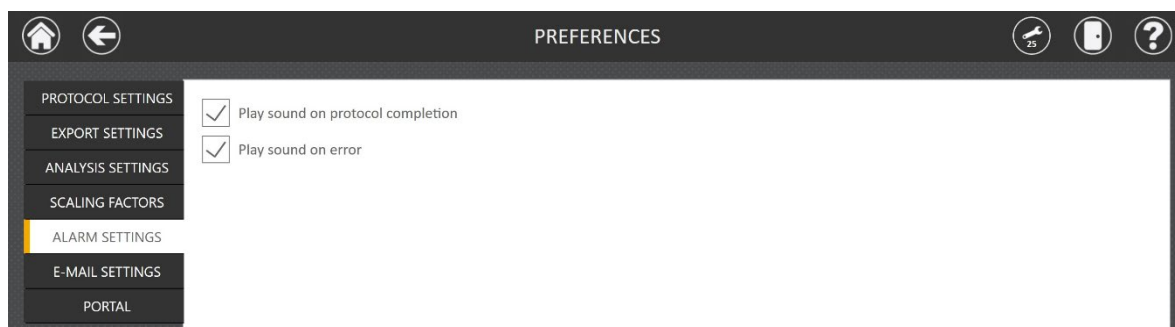 PREFERENCES
25
?
PROTOCOL SETTINGS
EXPORT SETTINGS
ANALYSIS SETTINGS
SCALING FACTORS
ALARM SETTINGS
E-MAIL SETTINGS
PORTAL
Play sound on protocol completion
Play sound on error